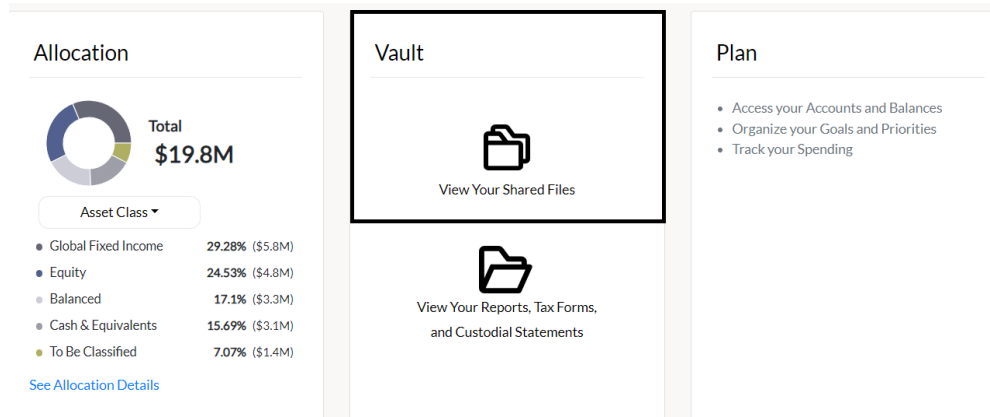 Allocation
Total
$19.8M
Asset Class
Global Fixed Income 29.28% ($5.8M)
Equity 24.53% ($4.8M)
Balanced 17.1% ($3.3M)
Cash & Equivalents 15.69% ($3.1M)
To Be Classified 7.07% ($1.4M)
See Allocation Details
Vault
View Your Shared Files
View Your Reports, Tax Forms,
and Custodial Statements
Plan
Access your Accounts and Balances
Organize your Goals and Priorities
Track your Spending